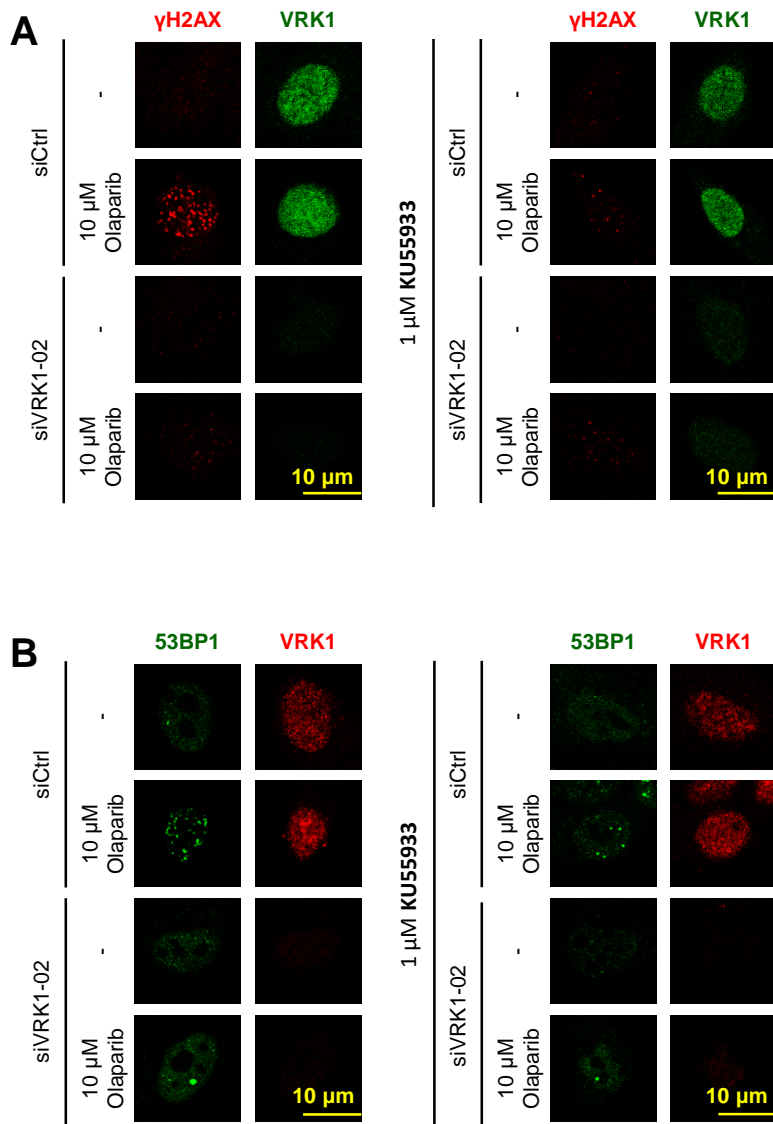 A
γH2AX VRK1
γH2AX VRK1
siCtrl
-
10 µM
Olaparib
siVRK1-02
-
10 µM
Olaparib
10 µm
1 µM KU55933
siCtrl
-
10 µM
Olaparib
siVRK1-02
-
10 µM
Olaparib
10 µm
B
53BP1 VRK1
53BP1 VRK1
siCtrl
-
10 µM
Olaparib
siVRK1-02
-
10 µM
Olaparib
10 µm
1 µM KU55933
siCtrl
-
10 µM
Olaparib
siVRK1-02
-
10 µM
Olaparib
10 µm